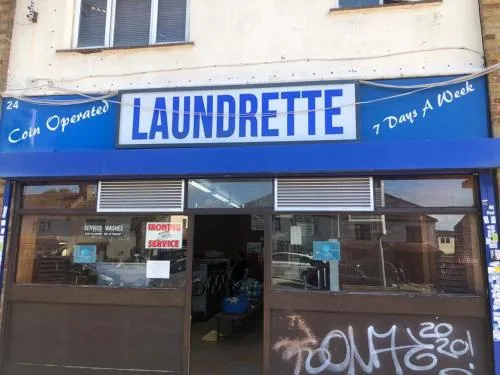 24
Coin Operated
LAUNDRETTE
7 Days A Week
SERVICE WASHES
IRONING
SERVICE
2020!